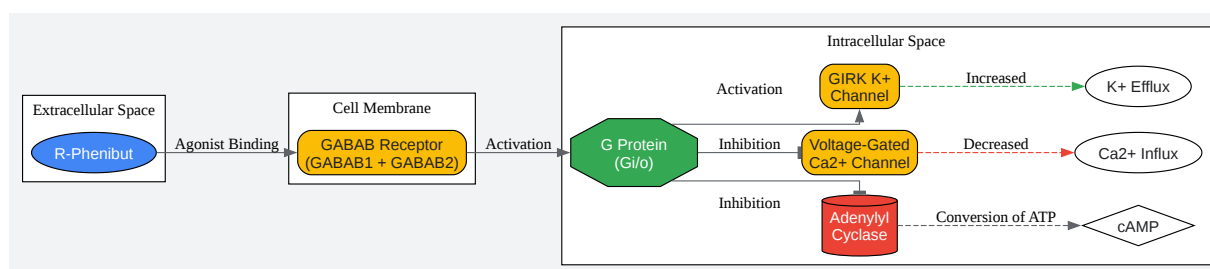 Extracellular Space
R-Phenibut
Agonist Binding
Cell Membrane
GABAB Receptor
(GABAB1 + GABAB2)
Activation
Intracellular Space
G Protein
(Gi/o)
Activation
GIRK K+
Channel
Increased
K+ Efflux
Inhibition
Voltage-Gated
Ca2+ Channel
Decreased
Ca2+ Influx
Inhibition
Adenylyl
Cyclase
Conversion of ATP
cAMP